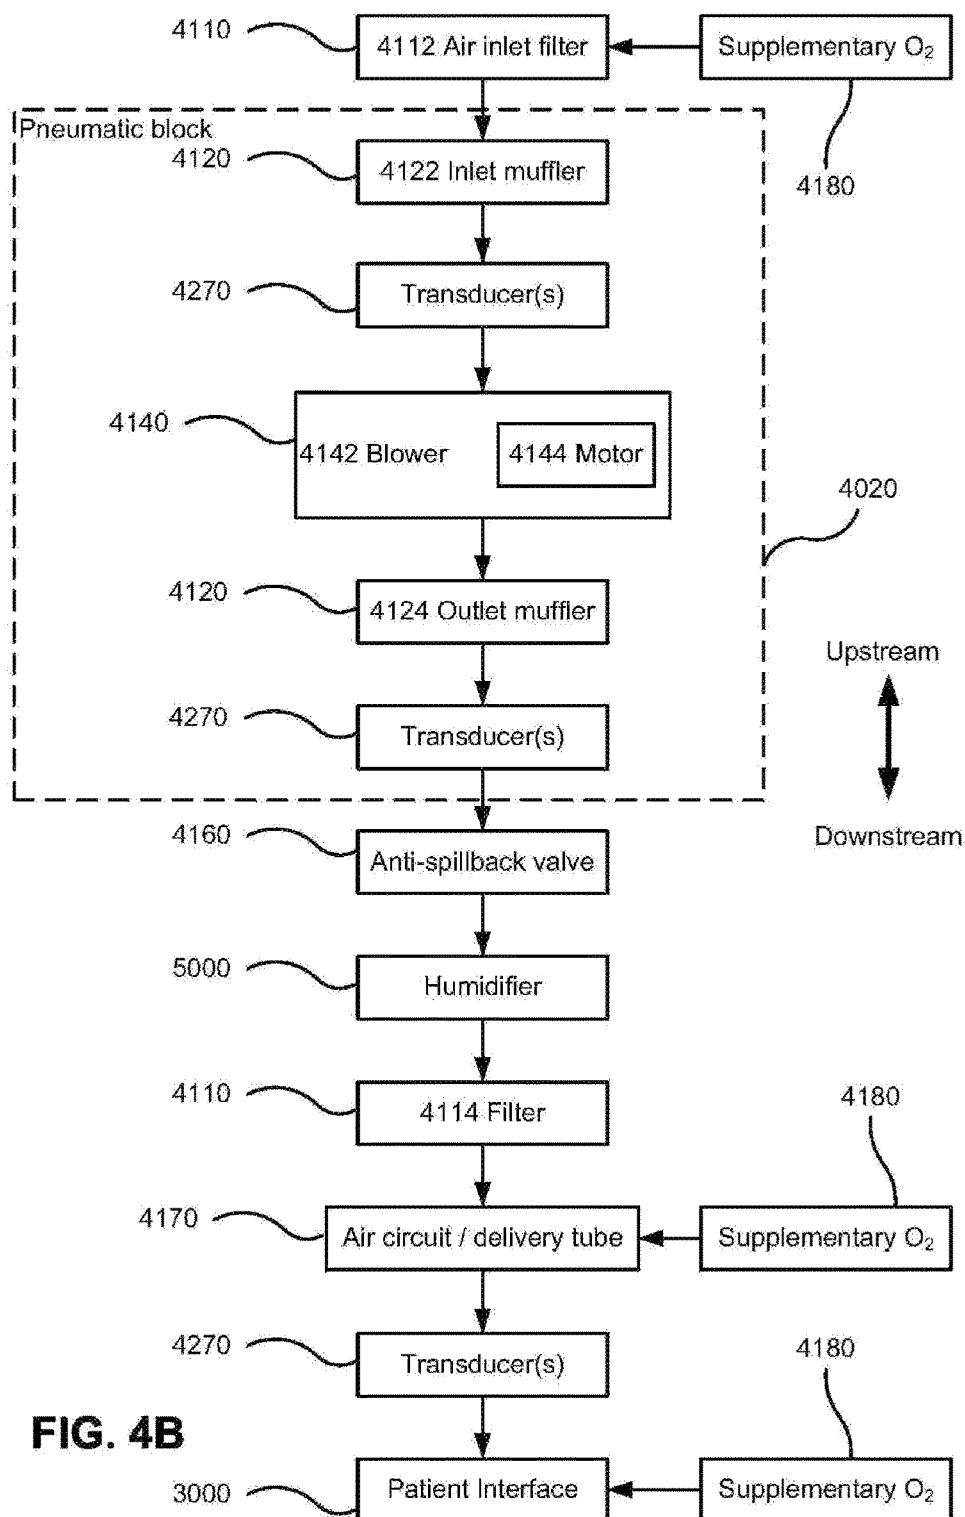 4110
4112 Air inlet filter
Supplementary O₂
Pneumatic block
4120
4122 Inlet muffler
4180
4270
Transducer(s)
4140
4142 Blower
4144 Motor
4020
4120
4124 Outlet muffler
Upstream
4270
Transducer(s)
Downstream
4160
Anti-spillback valve
5000
Humidifier
4110
4114 Filter
4180
4170
Air circuit / delivery tube
Supplementary O₂
4270
Transducer(s)
4180
FIG. 4B
3000
Patient Interface
Supplementary O₂